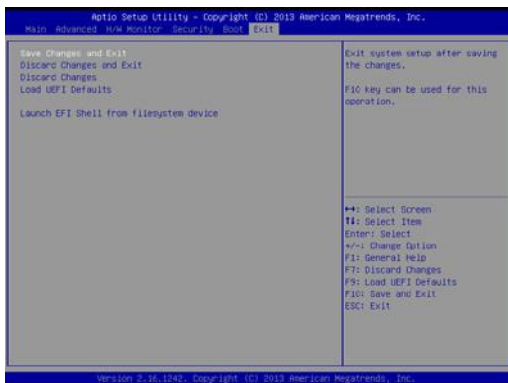 Aptio Setup Utility - Copyright (C) 2013 American Megatrends, Inc.
Main Advanced H/W Monitor Security Boot Exit
Save Changes and Exit
Discard Changes and Exit
Discard Changes
Load UEFI Defaults
Launch EFI Shell from filesystem device
Exit system setup after saving
the changes.
F10 key can be used for this
operation.
↔: Select Screen
↑↓: Select Item
Enter: Select
+/-: Change Option
F1: General Help
F7: Discard Changes
F9: Load UEFI Defaults
F10: Save and Exit
ESC: Exit
Version 2.16.1242. Copyright (C) 2013 American Megatrends, Inc.